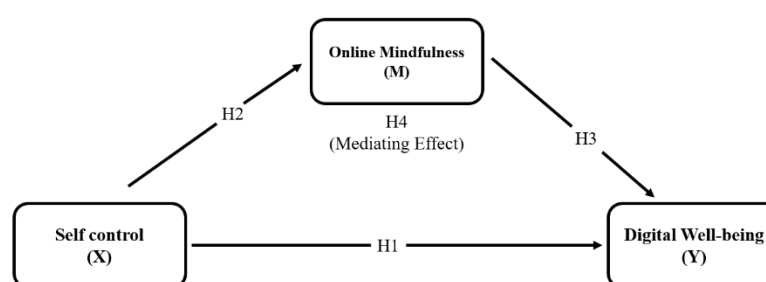 Online Mindfulness
(M)
H4
(Mediating Effect)
H2
H3
Self control
(X)
H1
Digital Well-being
(Y)